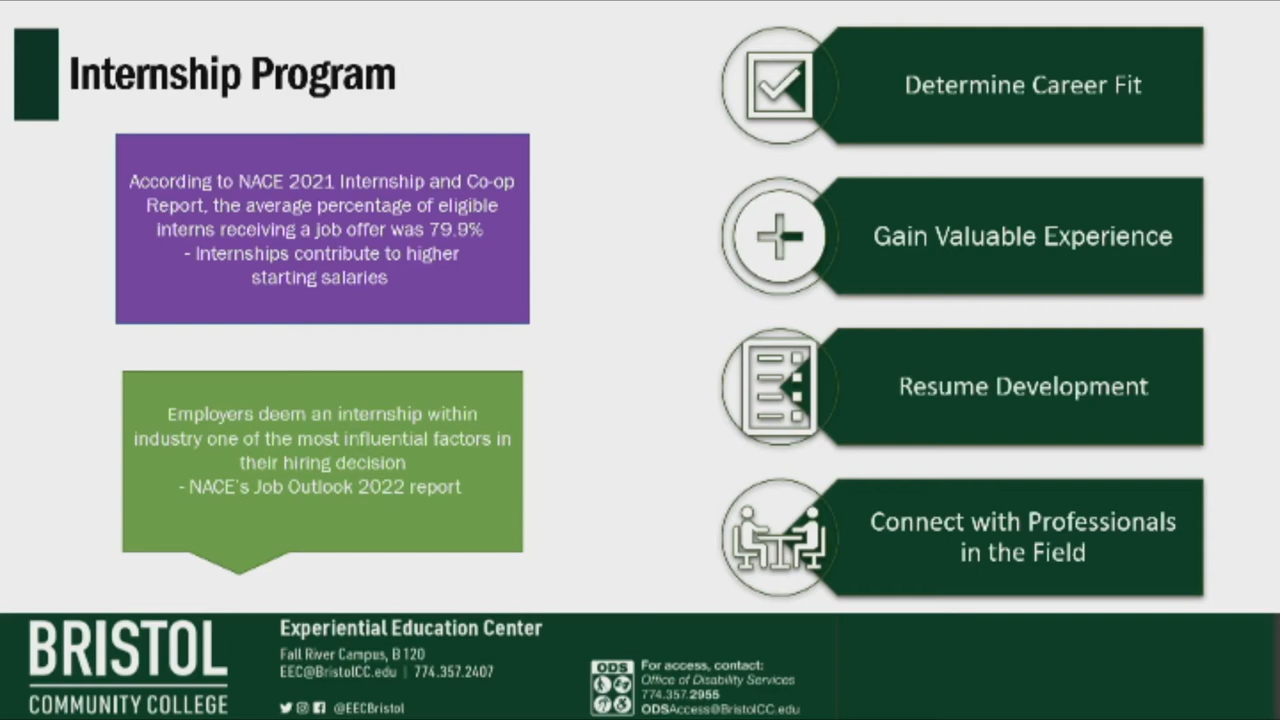 Internship Program
According to NACE 2021 Internship and Co-op
Report, the average percentage of eligible
interns receiving a job offer was 79.9%
- Internships contribute to higher
starting salaries
Employers deem an internship within
industry one of the most influential factors in
their hiring decision
- NACE's Job Outlook 2022 report
Determine Career Fit
Gain Valuable Experience
Resume Development
Connect with Professionals
in the Field
BRISTOL
COMMUNITY COLLEGE
Experiential Education Center
Fall River Campus, B 120
EEC@BristolCC.edu | 774.357.2407
@EECBristol
ODS
For access, contact:
Office of Disability Services
774.357.2955
ODSAccess@BristolCC.edu